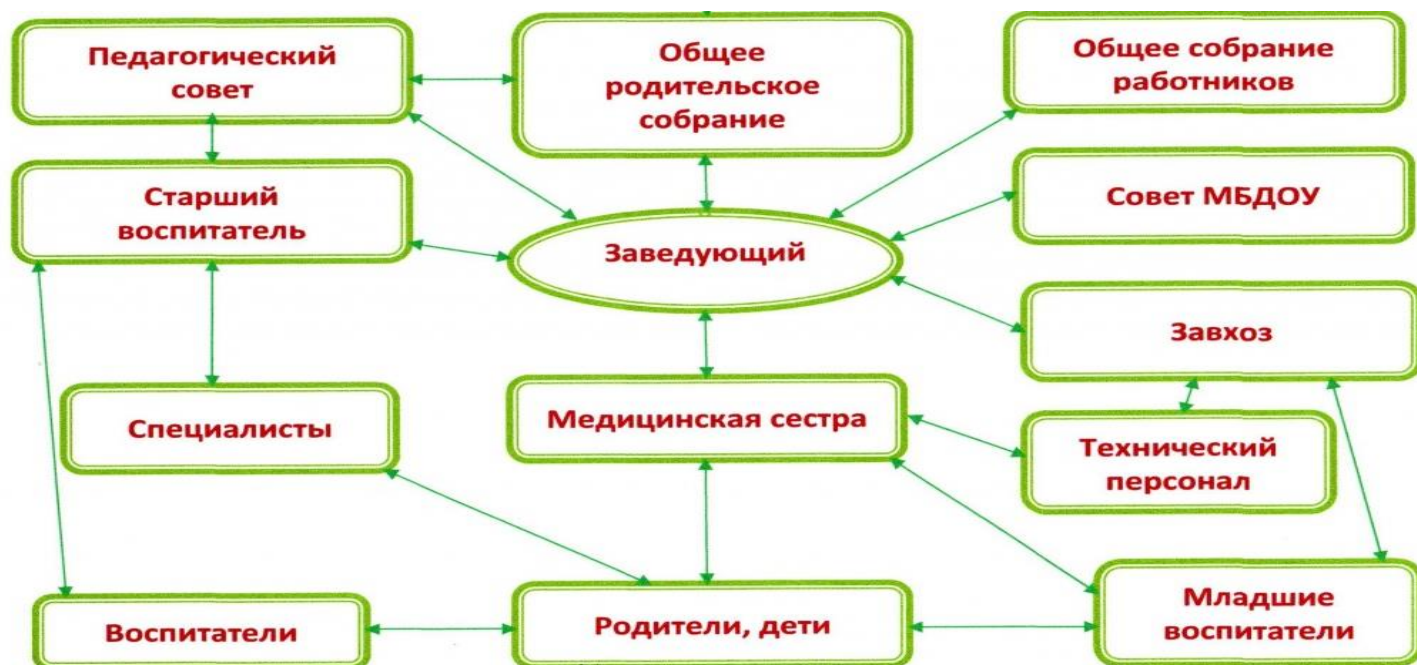 Педагогический
совет
Общее
родительское
собрание
Общее собрание
работников
Старший
воспитатель
Совет МБДОУ
Заведующий
Завхоз
Специалисты
Медицинская сестра
Технический
персонал
Воспитатели
Родители, дети
Младшие
воспитатели